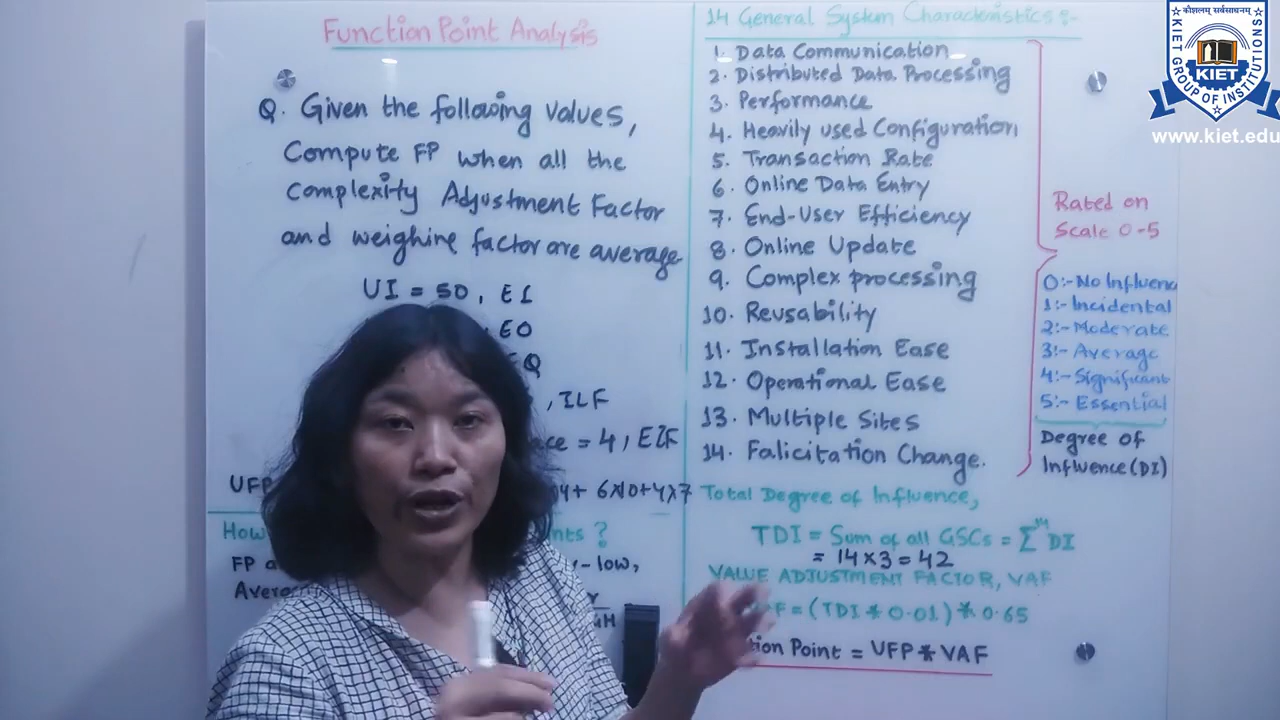 Function Point Analysis
Q. Given the following values,
Compute FP when all the
Complexity Adjustment Factor
and weighine factor are average
UI = 50, EI
, EO
, ILF
= 4, EIF
UFP
6*10+4*7
How
nts ?
FP
- low,
14 General System Characteristics:-
1. Data Communication
2. Distributed Data Processing
3. Performance
4. Heavily used Configuration
5. Transaction Rate
6. Online Data Entry
7. End-User Efficiency
8. Online Update
9. Complex processing
10. Reusability
11. Installation Ease
12. Operational Ease
13. Multiple Sites
14. Falicitation Change.
Rated on
Scale 0-5
0:- No Influenc
1:- Incidental
2:- Moderate
3:- Average
4:- Significant
5:- Essential
Degree of
Influence (DI)
Total Degree of Influence,
TDI = Sum of all GSCs = Σ14 DI
= 14 x 3 = 42
VALUE ADJUSTMENT FACTOR, VAF
F = (TDI * 0.01) * 0.65
tion Point = UFP * VAF
कौशलम् सर्वसाधनम्
KIET GROUP OF INSTITUTIONS
KIET
www.kiet.edu